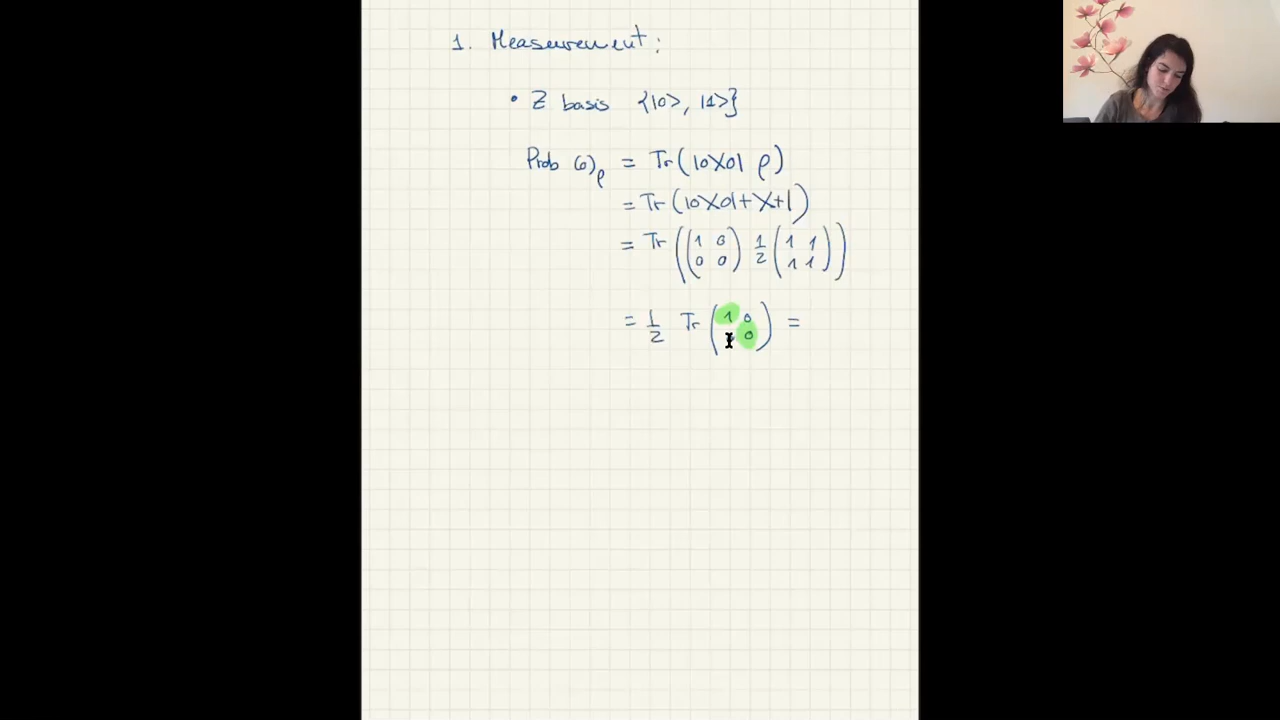 1. Measurement:
• Z basis {|0>, |1>}
Prob (0)ρ = Tr(|0><0| ρ)
= Tr(|0><0|+><+|)
= Tr((1 0 0 0) 1/2 (1 1 1 1))
= 1/2 Tr(1 0
0) =